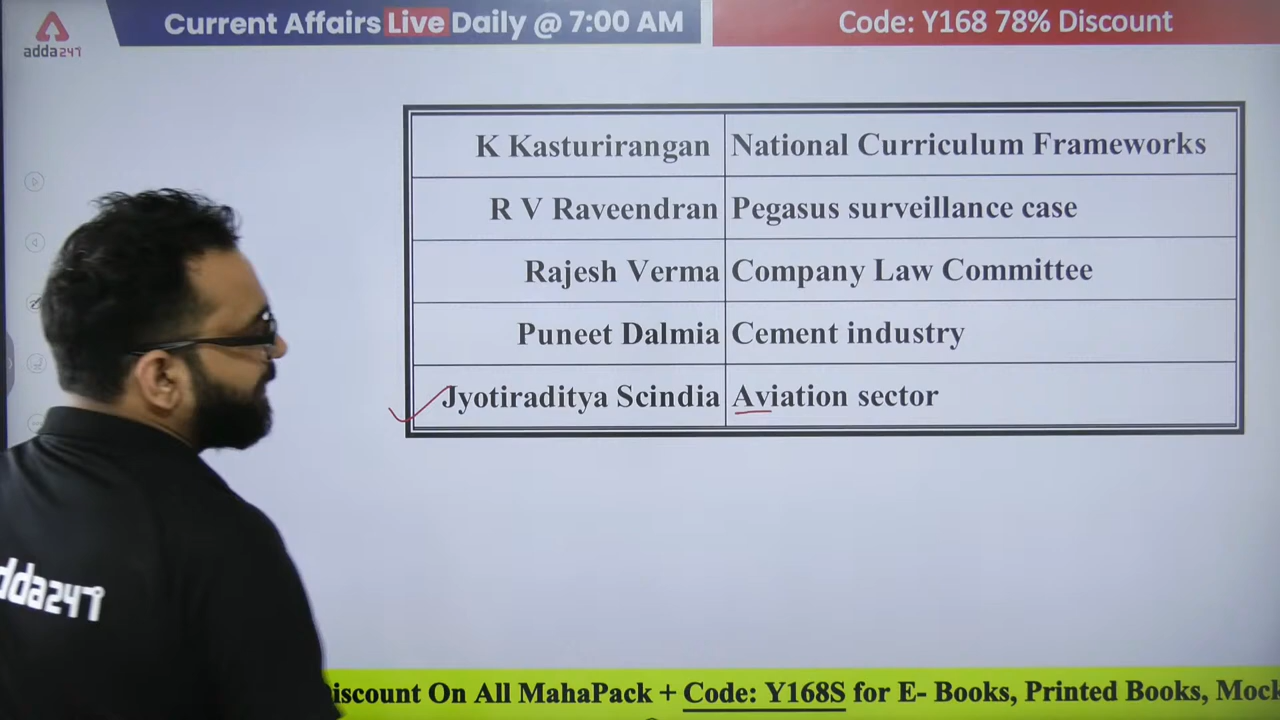 adda247
Current Affairs Live Daily @ 7:00 AM
Code: Y168 78% Discount
K Kasturirangan National Curriculum Frameworks
R V Raveendran Pegasus surveillance case
Rajesh Verma Company Law Committee
Puneet Dalmia Cement industry
Jyotiraditya Scindia Aviation sector
dda247
iscount On All MahaPack + Code: Y168S for E- Books, Printed Books, Mock